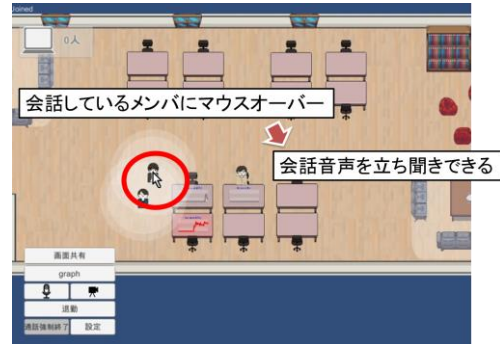 Joined
0人
会話しているメンバにマウスオーバー
会話音声を立ち聞きできる
画面共有
graph
退勤
通話強制終了
設定